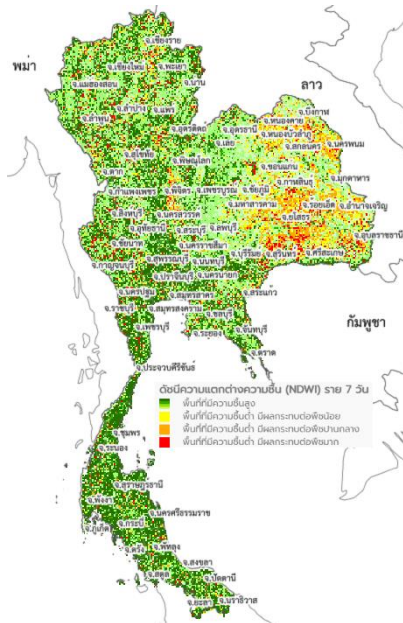 จ.เชียงราย
พม่า
จ.เชียงใหม่
จ.พะเยา
ลาว
จ.แม่ฮ่องสอน
จ.น่าน
จ.ลำปาง
จ.แพร่
จ.บึงกาฬ
จ.ลำพูน
จ.หนองคาย
จ.อุตรดิตถ์
จ.อุดรธานี
จ.หนองบัวลำภู
จ.นครพนม
จ.เลย
จ.สกลนคร
จ.สุโขทัย
จ.พิษณุโลก
จ.ตาก
จ.ขอนแก่น
จ.มุกดาหาร
จ.กำแพงเพชร
จ.พิจิตร
จ.เพชรบูรณ์
จ.ชัยภูมิ
จ.กาฬสินธุ์
จ.มหาสารคาม
จ.ร้อยเอ็ด
จ.อำนาจเจริญ
จ.สิงห์บุรี
จ.นครสวรรค์
จ.ยโสธร
จ.อุทัยธานี
จ.สระบุรี
จ.ลพบุรี
จ.อุบลราชธานี
จ.ชัยนาท
จ.นครราชสีมา
จ.บุรีรัมย์
จ.สุรินทร์
จ.ศรีสะเกษ
จ.สุพรรณบุรี
จ.นนทบุรี
จ.กาญจนบุรี
จ.ปราจีนบุรี
จ.นครนายก
จ.นครปฐม
จ.สมุทรสาคร
จ.สระแก้ว
จ.ราชบุรี
จ.สมุทรสงคราม
จ.ชลบุรี
กัมพูชา
จ.เพชรบุรี
จ.ระยอง
จ.จันทบุรี
จ.ตราด
จ.ประจวบคีรีขันธ์
ดัชนีความแตกต่างความชื้น (NDWI) ราย 7 วัน
พื้นที่ที่มีความชื้นสูง
พื้นที่ที่มีความชื้นต่ำ มีผลกระทบต่อพืชน้อย
พื้นที่ที่มีความชื้นต่ำ มีผลกระทบต่อพืชปานกลาง
พื้นที่ที่มีความชื้นต่ำ มีผลกระทบต่อพืชมาก
จ.ชุมพร
จ.ระนอง
จ.สุราษฎร์ธานี
จ.พังงา
จ.นครศรีธรรมราช
จ.กระบี่
จ.ภูเก็ต
จ.ตรัง
จ.พัทลุง
จ.สงขลา
จ.สตูล
จ.ปัตตานี
จ.ยะลา
จ.นราธิวาส